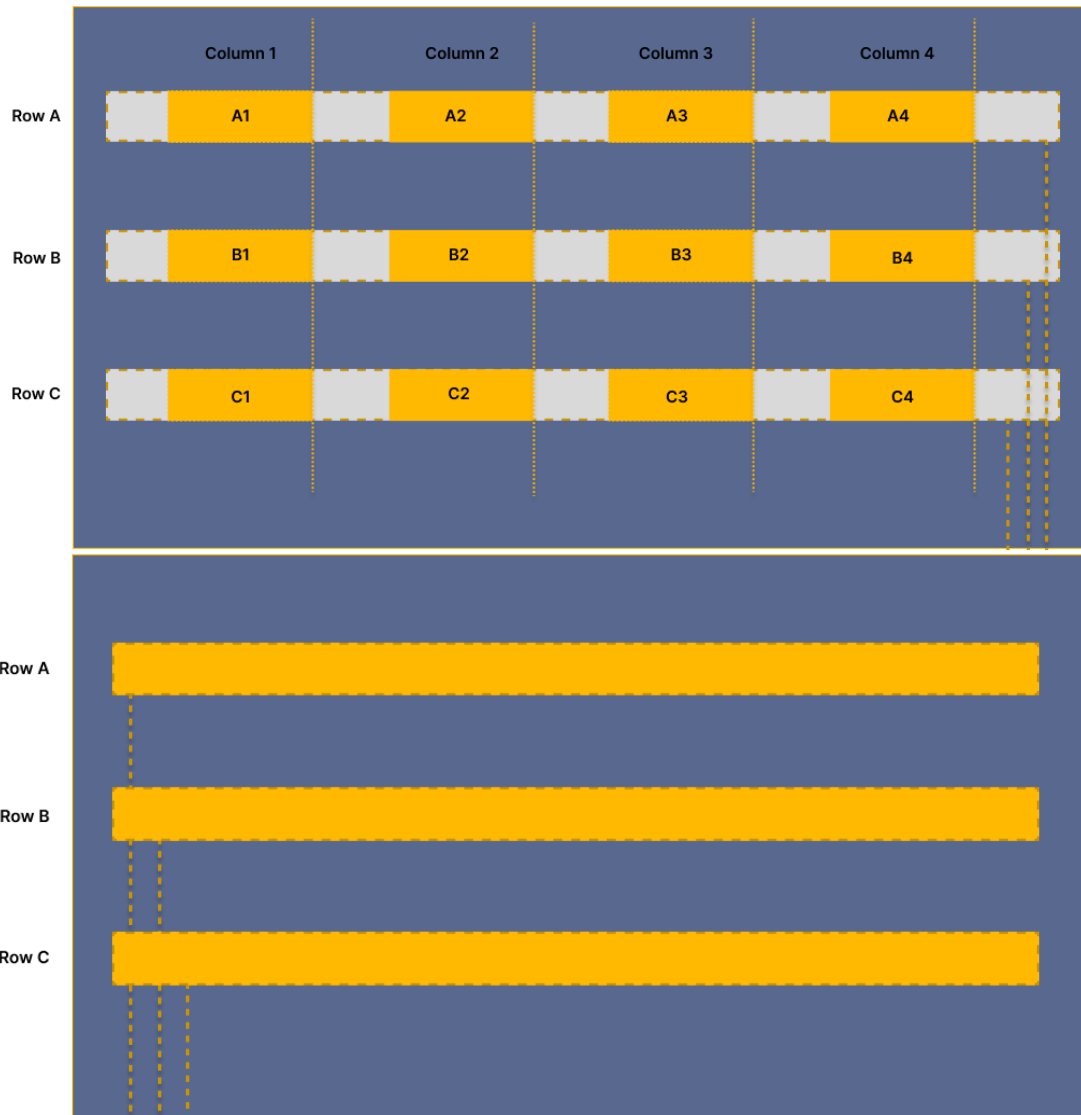 Column 1 Column 2 Column 3 Column 4
Row A A1 A2 A3 A4
Row B B1 B2 B3 B4
Row C C1 C2 C3 C4
Row A
Row B
Row C